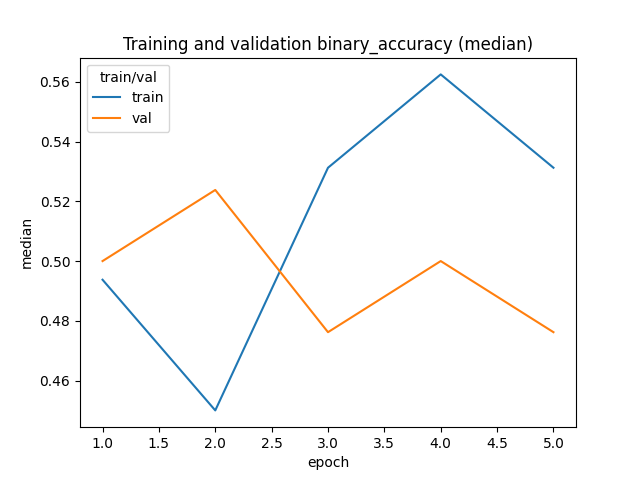 Training and validation binary_accuracy (median)
train/val
train
val
0.56
0.54
0.52
0.50
0.48
0.46
median
1.0 1.5 2.0 2.5 3.0 3.5 4.0 4.5 5.0
epoch